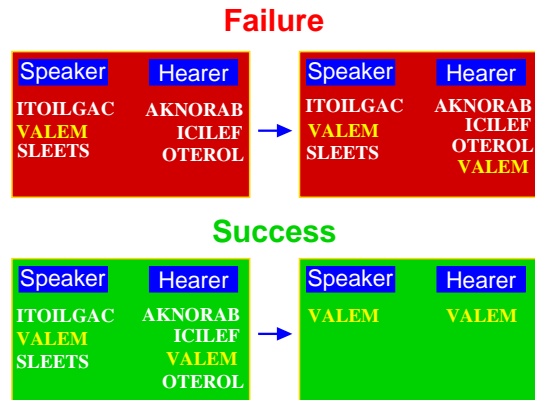 Failure
Speaker Hearer
ITOILGAC AKNORAB
VALEM ICILEF
SLEETS OTEROL
Speaker Hearer
ITOILGAC AKNORAB
VALEM ICILEF
SLEETS OTEROL
VALEM
Success
Speaker Hearer
ITOILGAC AKNORAB
VALEM ICILEF
SLEETS VALEM
OTEROL
Speaker Hearer
VALEM VALEM